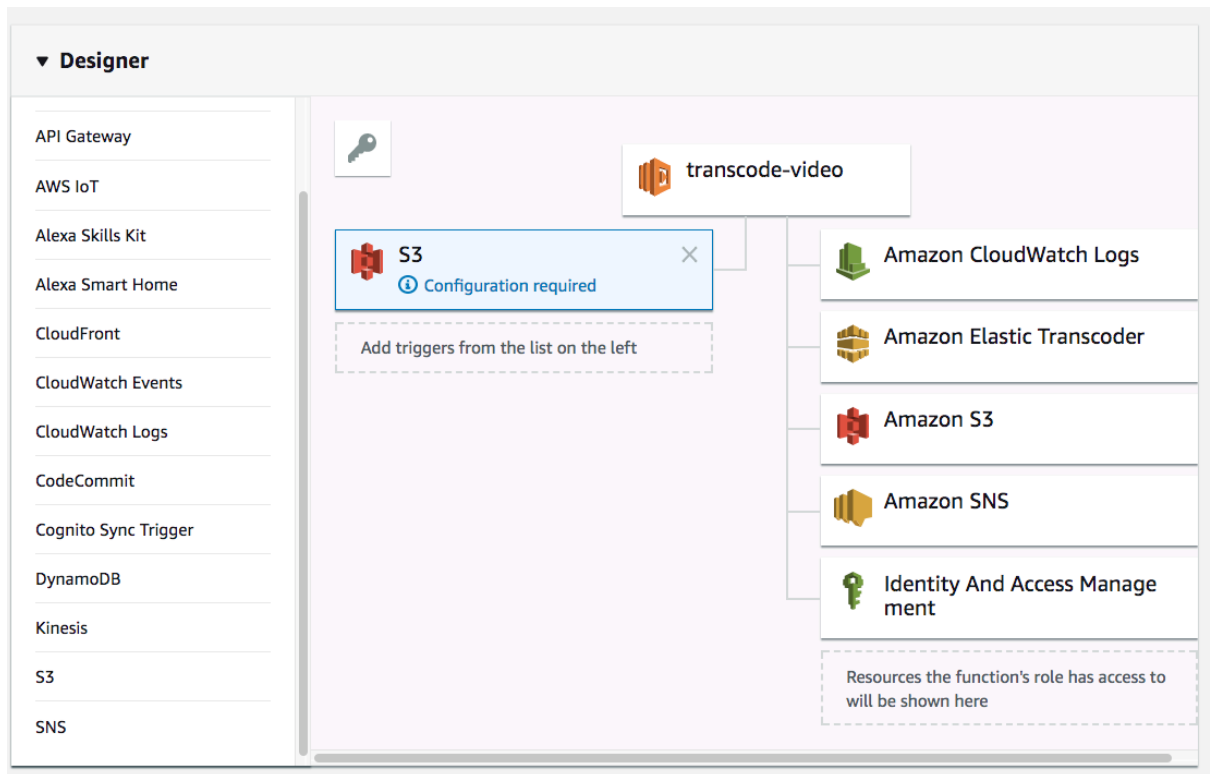 Designer
API Gateway
AWS IoT
Alexa Skills Kit
Alexa Smart Home
CloudFront
CloudWatch Events
CloudWatch Logs
CodeCommit
Cognito Sync Trigger
DynamoDB
Kinesis
S3
SNS
transcode-video
S3
Configuration required
Add triggers from the list on the left
Amazon CloudWatch Logs
Amazon Elastic Transcoder
Amazon S3
Amazon SNS
Identity And Access Manage
ment
Resources the function's role has access to
will be shown here